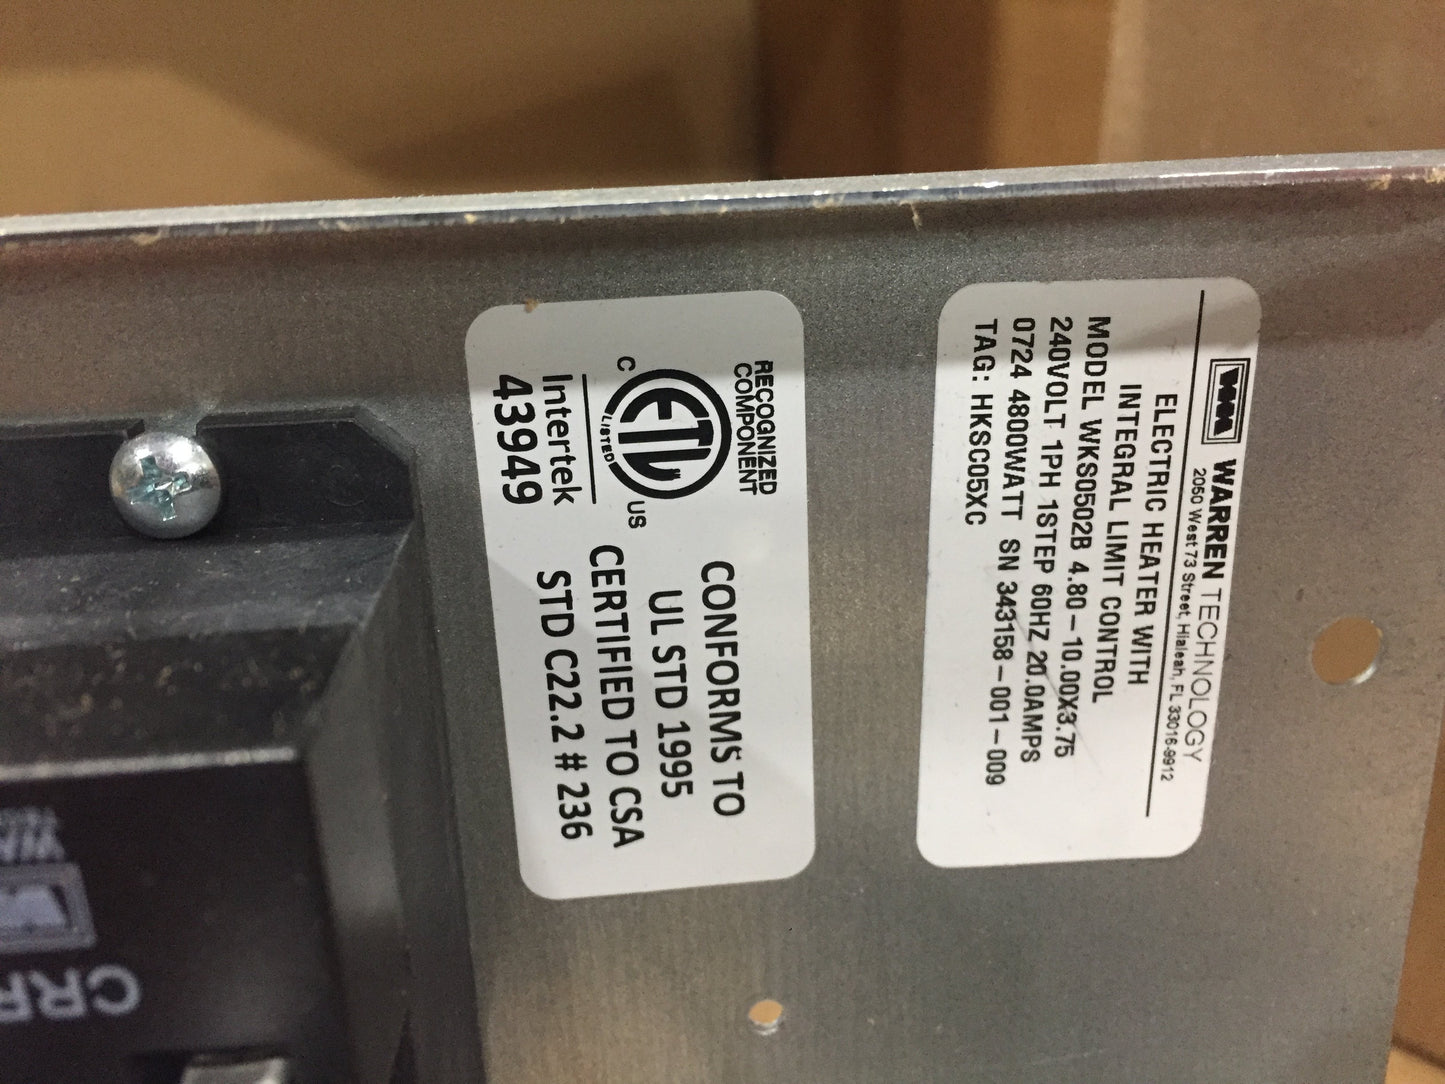 WARREN TECHNOLOGY
2050 West 73 Street, Hialeah, FL 33016-9912
ELECTRIC HEATER WITH
INTEGRAL LIMIT CONTROL
MODEL WKS0502B 4.80-10.00X3.75
240VOLT 1PH 1STEP 60HZ 20.0AMPS
0724 4800WATT SN 343158-001-009
TAG: HKSC05XC
RECOGNIZED
COMPONENT
ETL
LISTED
C US
Intertek
43949
CONFORMS TO
UL STD 1995
CERTIFIED TO CSA
STD C22.2 # 236